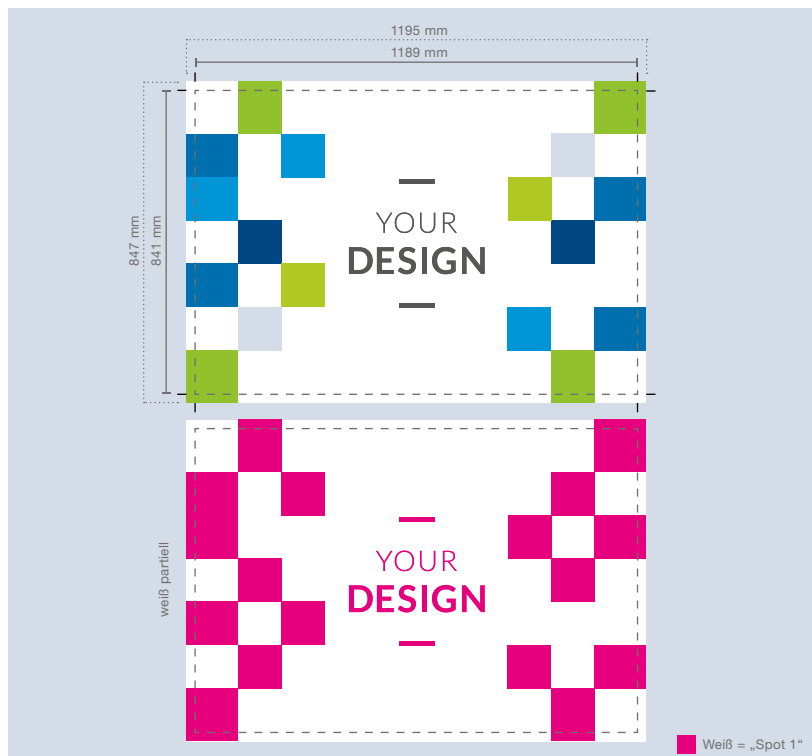 1195 mm
1189 mm
847 mm
841 mm
YOUR
DESIGN
weiß partiell
YOUR
DESIGN
Weiß = „Spot 1“